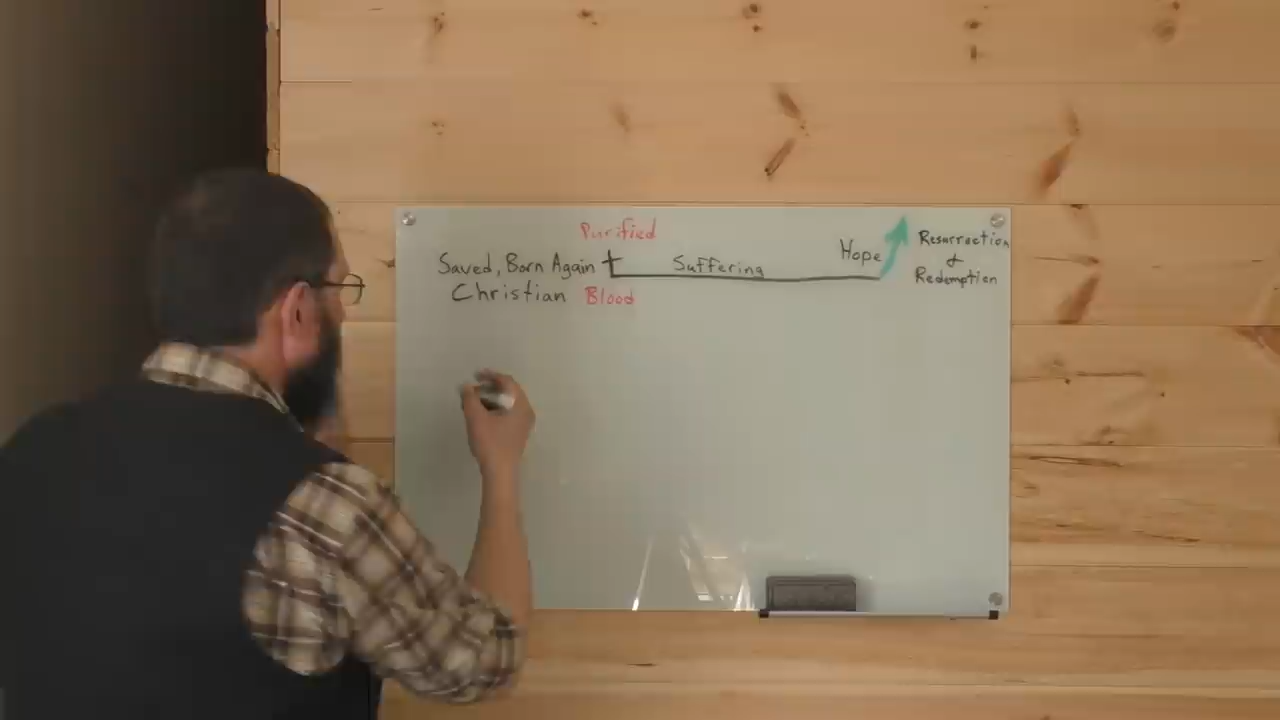 Purified
Saved, Born Again
Christian
Blood
Suffering
Hope
Resurrection
&
Redemption